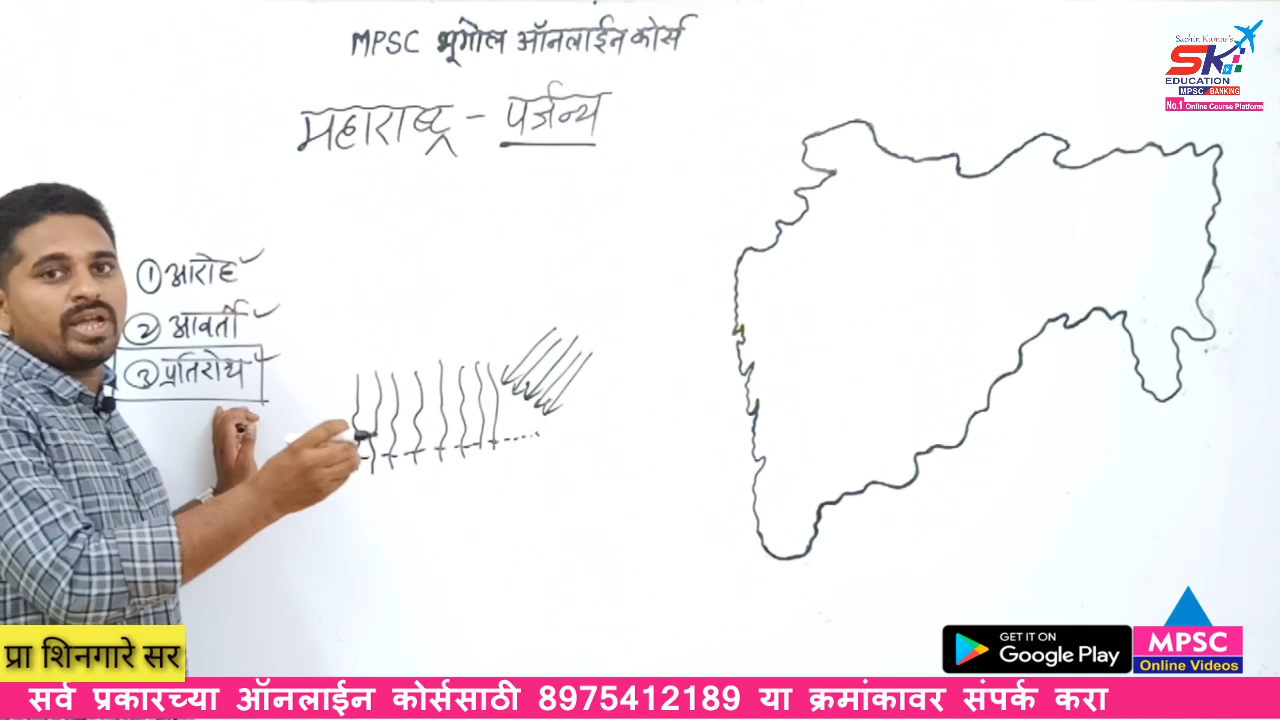 MPSC भूगोल ऑनलाईन कोर्स
महाराष्ट्र - पर्जन्य
① आरोह
② आवर्ती
③ प्रतिरोध
Sachin Kumar's
SK
EDUCATION
MPSC BANKING
No.1 Online Course Platform
GET IT ON
Google Play
MPSC
Online Videos
प्रा शिनगारे सर
सर्व प्रकारच्या ऑनलाईन कोर्ससाठी 8975412189 या क्रमांकावर संपर्क करा